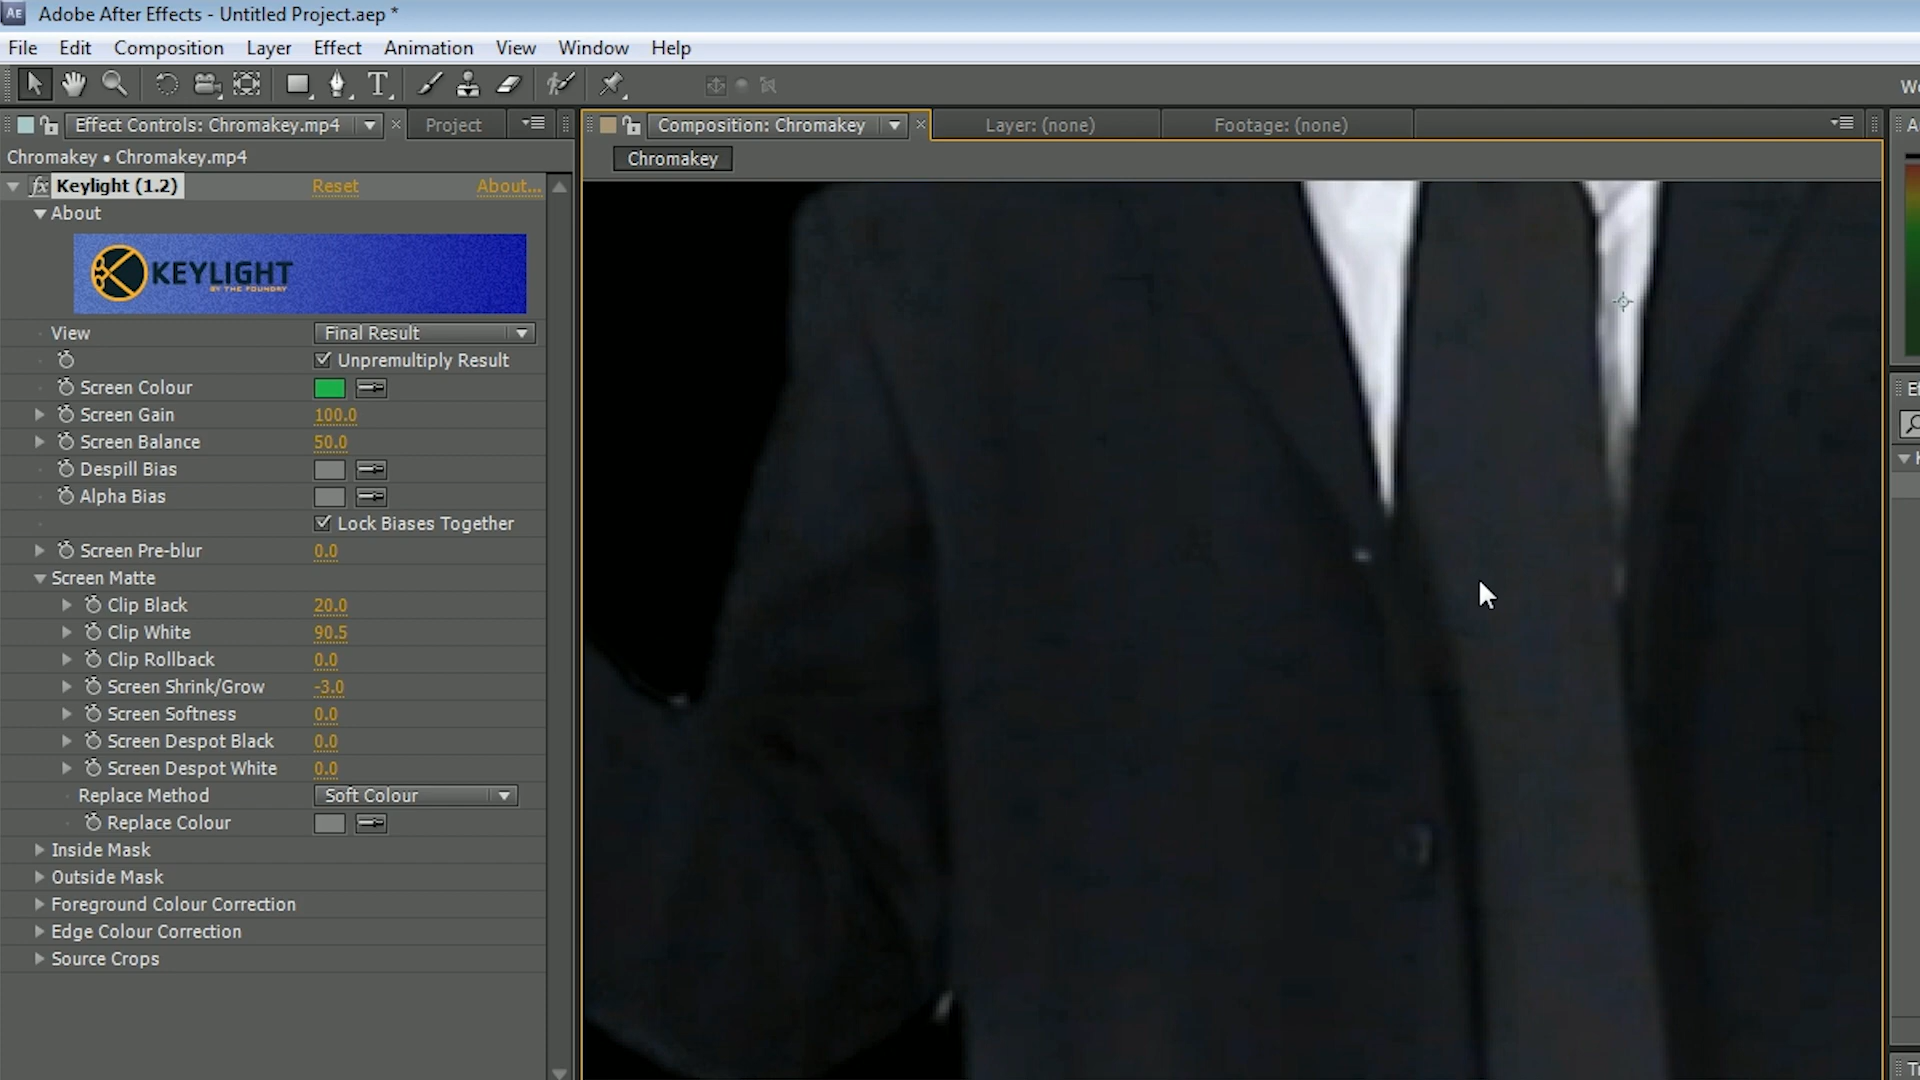 Adobe After Effects - Untitled Project.aep *
File Edit Composition Layer Effect Animation View Window Help
Effect Controls: Chromakey.mp4
Project
Composition: Chromakey
Layer: (none)
Footage: (none)
Chromakey • Chromakey.mp4
Chromakey
fx Keylight (1.2) Reset About...
About
KEYLIGHT
BY THE FOUNDRY
View Final Result
Unpremultiply Result
Screen Colour
Screen Gain 100.0
Screen Balance 50.0
Despill Bias
Alpha Bias
Lock Biases Together
Screen Pre-blur 0.0
Screen Matte
Clip Black 20.0
Clip White 90.5
Clip Rollback 0.0
Screen Shrink/Grow -3.0
Screen Softness 0.0
Screen Despot Black 0.0
Screen Despot White 0.0
Replace Method Soft Colour
Replace Colour
Inside Mask
Outside Mask
Foreground Colour Correction
Edge Colour Correction
Source Crops